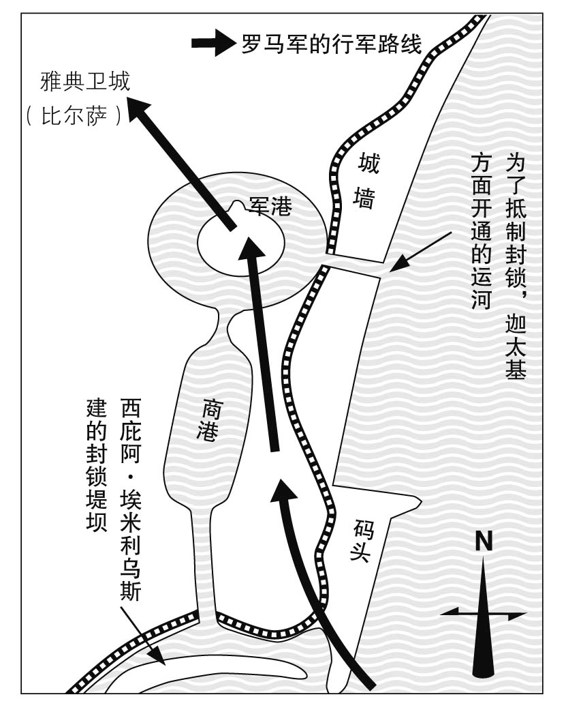 罗马军的行军路线
雅典卫城
（比尔萨）
城墙
军港
为了抵制封锁，迦太基
方面开通的运河
商港
西庇阿·埃米利乌斯
建的封锁堤坝
码头
N